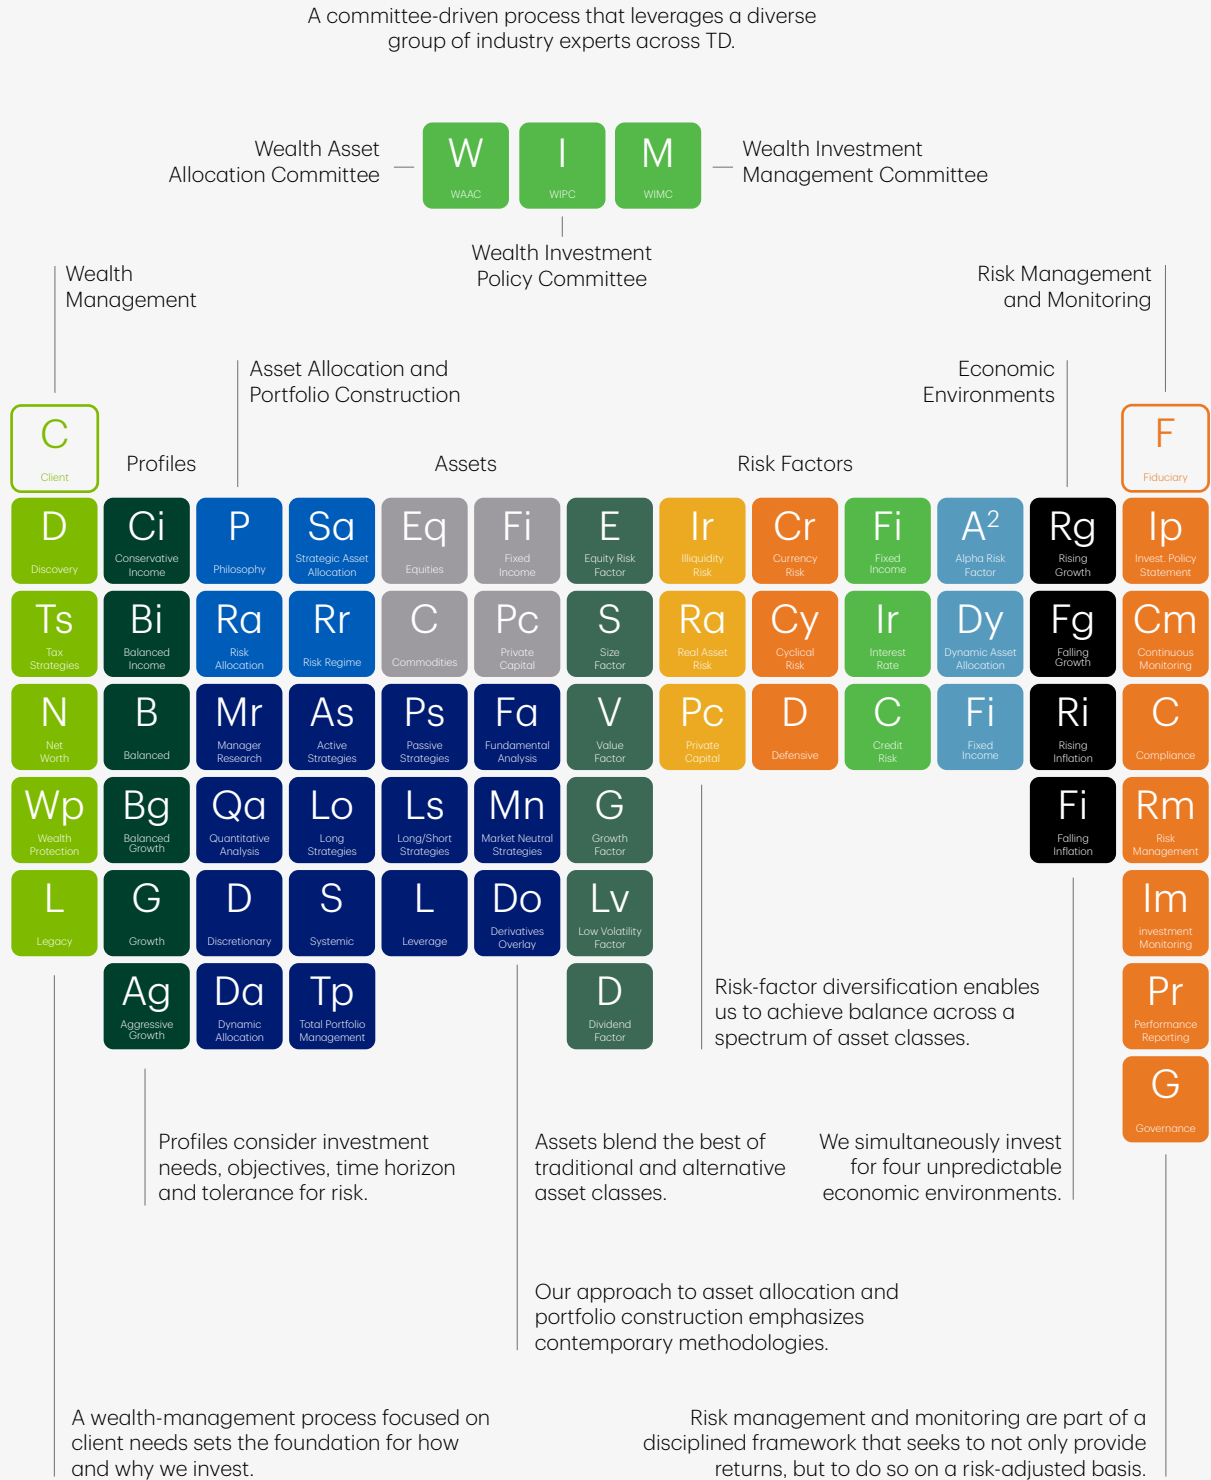 A committee-driven process that leverages a diverse
group of industry experts across TD.
Wealth Asset
Allocation Committee
W
WAAC
I
WIPC
M
WIMC
Wealth Investment
Management Committee
Wealth Investment
Policy Committee
Wealth
Management
Risk Management
and Monitoring
Asset Allocation and
Portfolio Construction
Economic
Environments
C
Client
Profiles
Assets
Risk Factors
F
Fiduciary
D
Discovery
Ci
Conservative
Income
P
Philosophy
Sa
Strategic Asset
Allocation
Eq
Equities
Fi
Fixed
Income
E
Equity Risk
Factor
Ir
Illiquidity
Risk
Cr
Currency
Risk
Fi
Fixed
Income
A²
Alpha Risk
Factor
Rg
Rising
Growth
Ip
Invest. Policy
Statement
Ts
Tax
Strategies
Bi
Balanced
Income
Ra
Risk
Allocation
Rr
Risk Regime
C
Commodities
Pc
Private
Capital
S
Size
Factor
Ra
Real Asset
Risk
Cy
Cyclical
Risk
Ir
Interest
Rate
Dy
Dynamic Asset
Allocation
Fg
Falling
Growth
Cm
Continuous
Monitoring
N
Net
Worth
B
Balanced
Mr
Manager
Research
As
Active
Strategies
Ps
Passive
Strategies
Fa
Fundamental
Analysis
V
Value
Factor
Pc
Private
Capital
D
Defensive
C
Credit
Risk
Fi
Fixed
Income
Ri
Rising
Inflation
C
Compliance
Wp
Wealth
Protection
Bg
Balanced
Growth
Qa
Quantitative
Analysis
Lo
Long
Strategies
Ls
Long/Short
Strategies
Mn
Market Neutral
Strategies
G
Growth
Factor
Fi
Falling
Inflation
Rm
Risk
Management
L
Legacy
G
Growth
D
Discretionary
S
Systemic
L
Leverage
Do
Derivatives
Overlay
Lv
Low Volatility
Factor
Im
investment
Monitoring
Ag
Aggressive
Growth
Da
Dynamic
Allocation
Tp
Total Portfolio
Management
D
Dividend
Factor
Risk-factor diversification enables
us to achieve balance across a
spectrum of asset classes.
Pr
Performance
Reporting
G
Governance
Profiles consider investment
needs, objectives, time horizon
and tolerance for risk.
Assets blend the best of
traditional and alternative
asset classes.
We simultaneously invest
for four unpredictable
economic environments.
Our approach to asset allocation and
portfolio construction emphasizes
contemporary methodologies.
A wealth-management process focused on
client needs sets the foundation for how
and why we invest.
Risk management and monitoring are part of a
disciplined framework that seeks to not only provide
returns, but to do so on a risk-adjusted basis.